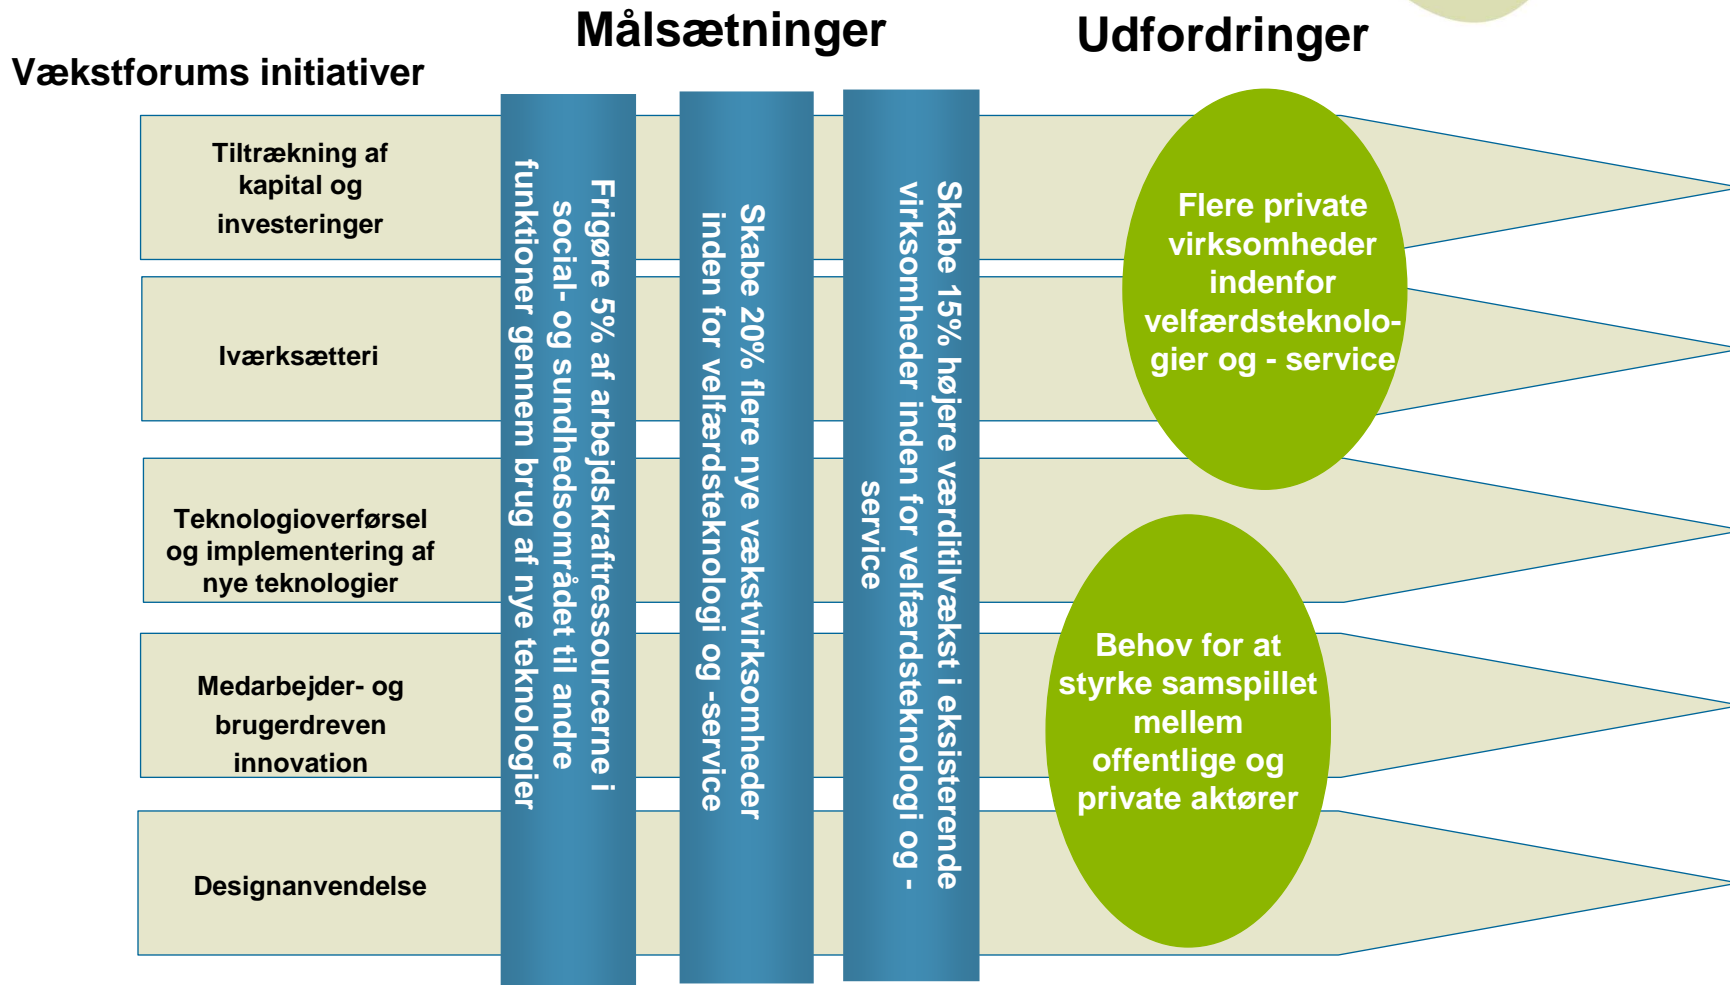 Målsætninger
Udfordringer
Vækstforums initiativer
Tiltrækning af
kapital og
investeringer
Iværksætteri
Teknologioverførsel
og implementering af
nye teknologier
Medarbejder- og
brugerdreven
innovation
Designanvendelse
Frigøre 5% af arbejdskraftressourcerne i
social- og sundhedsområdet til andre
funktioner gennem brug af nye teknologier
Skabe 20% flere nye vækstvirksomheder
inden for velfærdsteknologi og -service
Skabe 15% højere værditilvækst i eksisterende
virksomheder inden for velfærdsteknologi og -
service
Flere private
virksomheder
indenfor
velfærdsteknolo-
gier og - service
Behov for at
styrke samspillet
mellem
offentlige og
private aktører